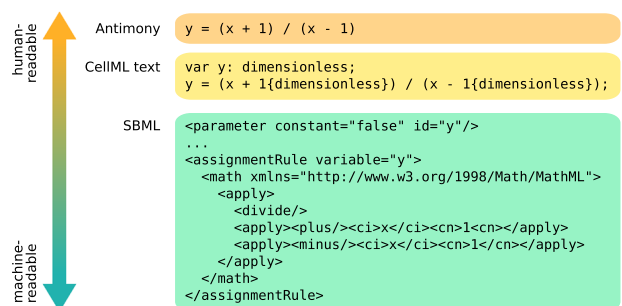 human-
readable
Antimony
y = (x + 1) / (x - 1)
CellML text
var y: dimensionless;
y = (x + 1{dimensionless}) / (x - 1{dimensionless});
SBML
<parameter constant="false" id="y"/>
...
<assignmentRule variable="y">
  <math xmlns="http://www.w3.org/1998/Math/MathML">
    <apply>
      <divide/>
      <apply><plus/><ci>x</ci><cn>1<cn></apply>
      <apply><minus/><ci>x</ci><cn>1</cn></apply>
    </apply>
  </math>
</assignmentRule>
machine-
readable